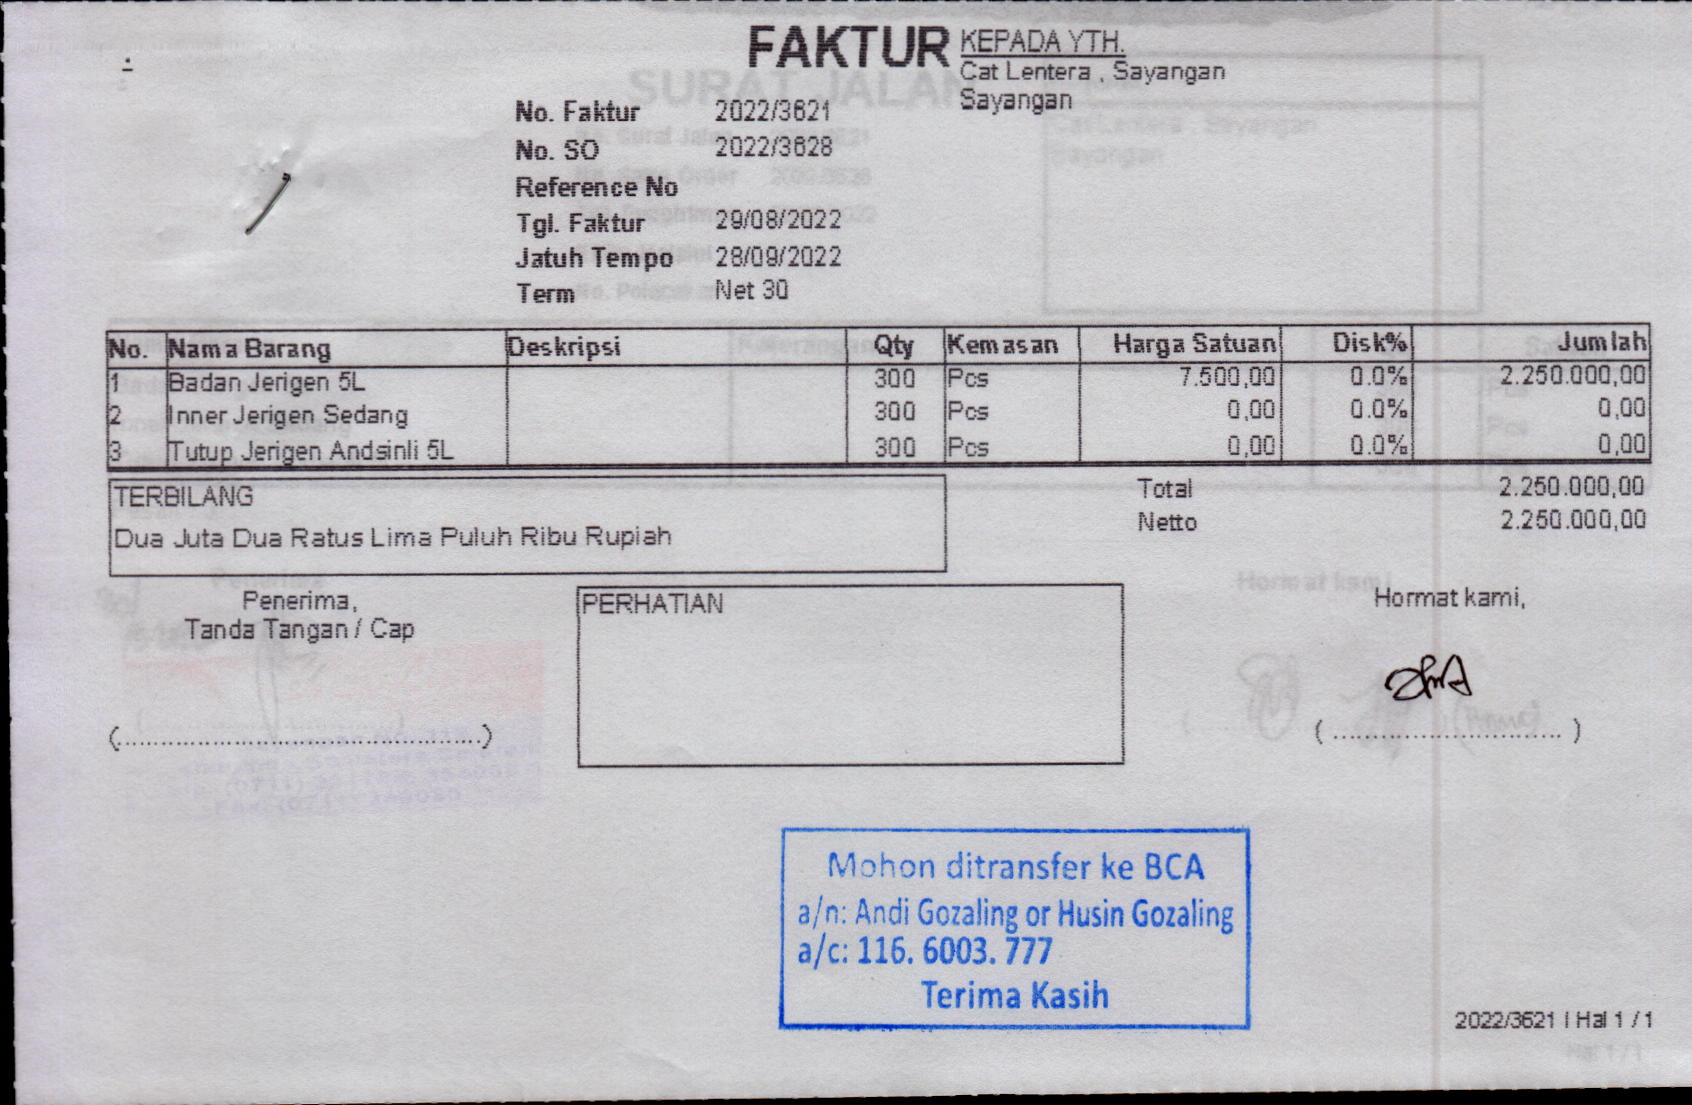 FAKTUR
KEPADA YTH.
Cat Lentera , Sayangan
Sayangan
No. Faktur 2022/3621
No. SO 2022/3628
Reference No
Tgl. Faktur 29/08/2022
Jatuh Tempo 28/09/2022
Term Net 30
No. Nama Barang Deskripsi Qty Kemasan Harga Satuan Disk% Jumlah
1 Badan Jerigen 5L 300 Pcs 7.500,00 0.0% 2.250.000,00
2 Inner Jerigen Sedang 300 Pcs 0,00 0.0% 0,00
3 Tutup Jerigen Andsinli 5L 300 Pcs 0,00 0.0% 0,00
TERBILANG
Dua Juta Dua Ratus Lima Puluh Ribu Rupiah
Total 2.250.000,00
Netto 2.250.000,00
Penerima,
Tanda Tangan / Cap
PERHATIAN
Hormat kami,
Mohon ditransfer ke BCA
a/n: Andi Gozaling or Husin Gozaling
a/c: 116. 6003. 777
Terima Kasih
2022/3621 | Hal 1 / 1